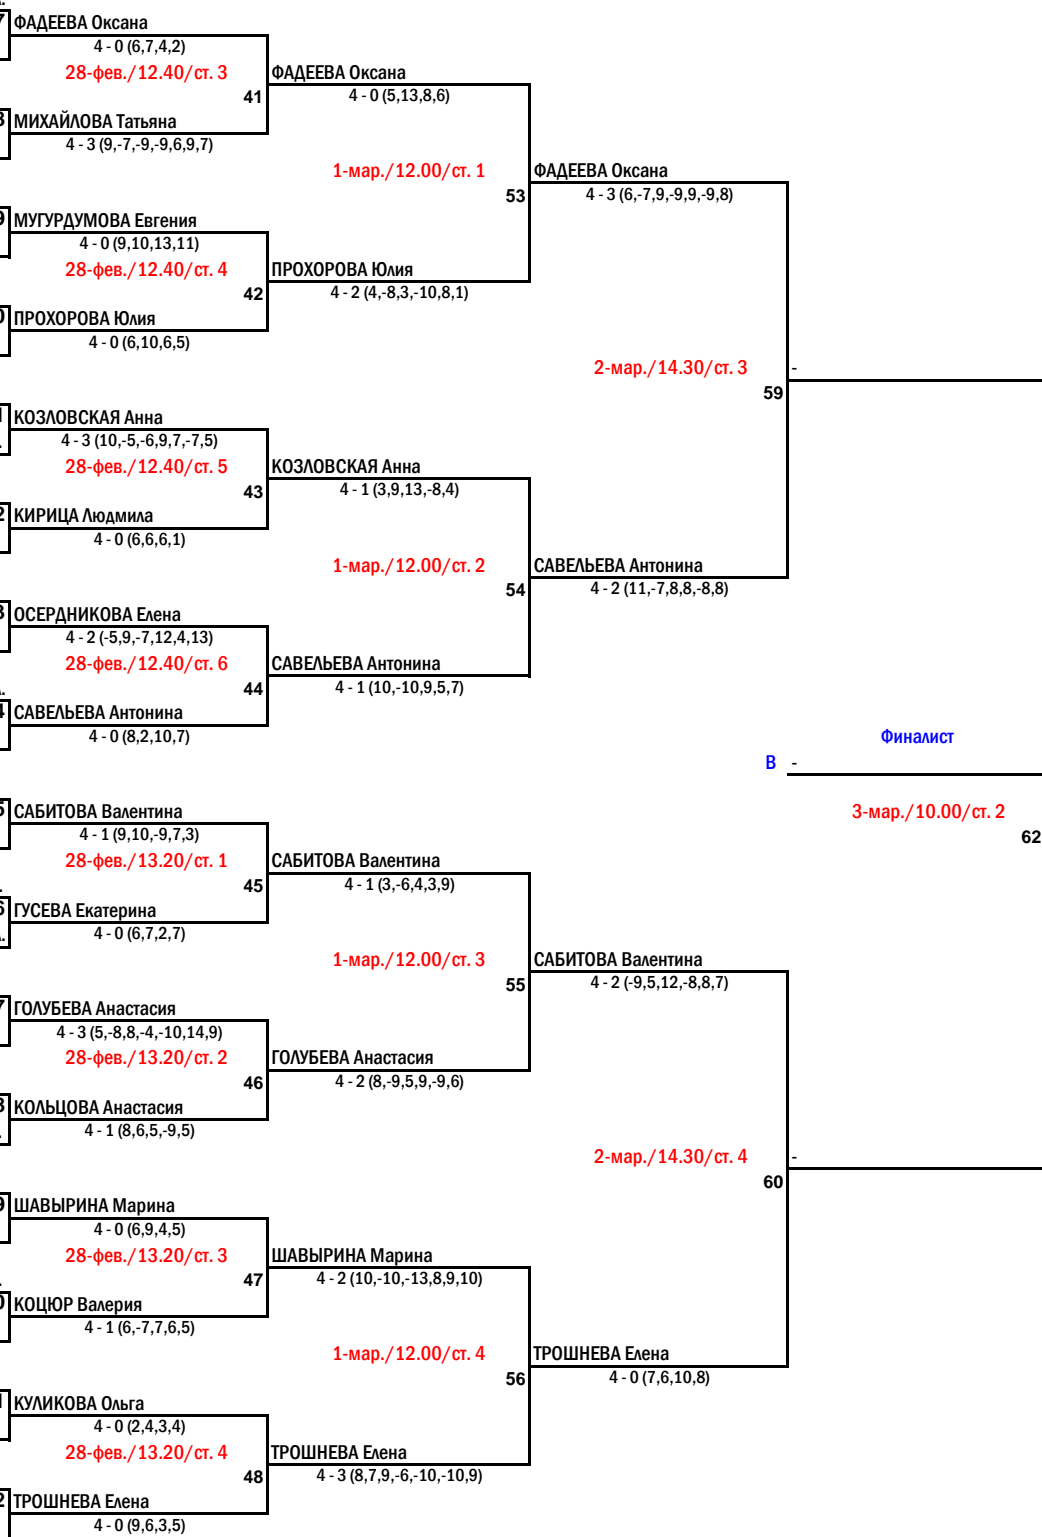 ФАДЕЕВА Оксана
4 - 0 (6,7,4,2)
28-фев./12.40/ст. 3
ФАДЕЕВА Оксана
41
4 - 0 (5,13,8,6)
МИХАЙЛОВА Татьяна
4 - 3 (9,-7,-9,-9,6,9,7)
1-мар./12.00/ст. 1
ФАДЕЕВА Оксана
53
4 - 3 (6,-7,9,-9,9,-9,8)
МУГУРДУМОВА Евгения
4 - 0 (9,10,13,11)
28-фев./12.40/ст. 4
ПРОХОРОВА Юлия
42
4 - 2 (4,-8,3,-10,8,1)
ПРОХОРОВА Юлия
4 - 0 (6,10,6,5)
2-мар./14.30/ст. 3
-
59
КОЗЛОВСКАЯ Анна
4 - 3 (10,-5,-6,9,7,-7,5)
28-фев./12.40/ст. 5
КОЗЛОВСКАЯ Анна
43
4 - 1 (3,9,13,-8,4)
КИРИЦА Людмила
4 - 0 (6,6,6,1)
1-мар./12.00/ст. 2
САВЕЛЬЕВА Антонина
54
4 - 2 (11,-7,8,8,-8,8)
ОСЕРДНИКОВА Елена
4 - 2 (-5,9,-7,12,4,13)
28-фев./12.40/ст. 6
САВЕЛЬЕВА Антонина
44
4 - 1 (10,-10,9,5,7)
САВЕЛЬЕВА Антонина
4 - 0 (8,2,10,7)
Финалист
В -
САБИТОВА Валентина
3-мар./10.00/ст. 2
62
4 - 1 (9,10,-9,7,3)
28-фев./13.20/ст. 1
САБИТОВА Валентина
45
4 - 1 (3,-6,4,3,9)
ГУСЕВА Екатерина
4 - 0 (6,7,2,7)
1-мар./12.00/ст. 3
САБИТОВА Валентина
55
4 - 2 (-9,5,12,-8,8,7)
ГОЛУБЕВА Анастасия
4 - 3 (5,-8,8,-4,-10,14,9)
28-фев./13.20/ст. 2
ГОЛУБЕВА Анастасия
46
4 - 2 (8,-9,5,9,-9,6)
КОЛЬЦОВА Анастасия
4 - 1 (8,6,5,-9,5)
2-мар./14.30/ст. 4
-
60
ШАВЫРИНА Марина
4 - 0 (6,9,4,5)
28-фев./13.20/ст. 3
ШАВЫРИНА Марина
47
4 - 2 (10,-10,-13,8,9,10)
КОЦЮР Валерия
4 - 1 (6,-7,7,6,5)
1-мар./12.00/ст. 4
ТРОШНЕВА Елена
56
4 - 0 (7,6,10,8)
КУЛИКОВА Ольга
4 - 0 (2,4,3,4)
28-фев./13.20/ст. 4
ТРОШНЕВА Елена
48
4 - 3 (8,7,9,-6,-10,-10,9)
ТРОШНЕВА Елена
4 - 0 (9,6,3,5)